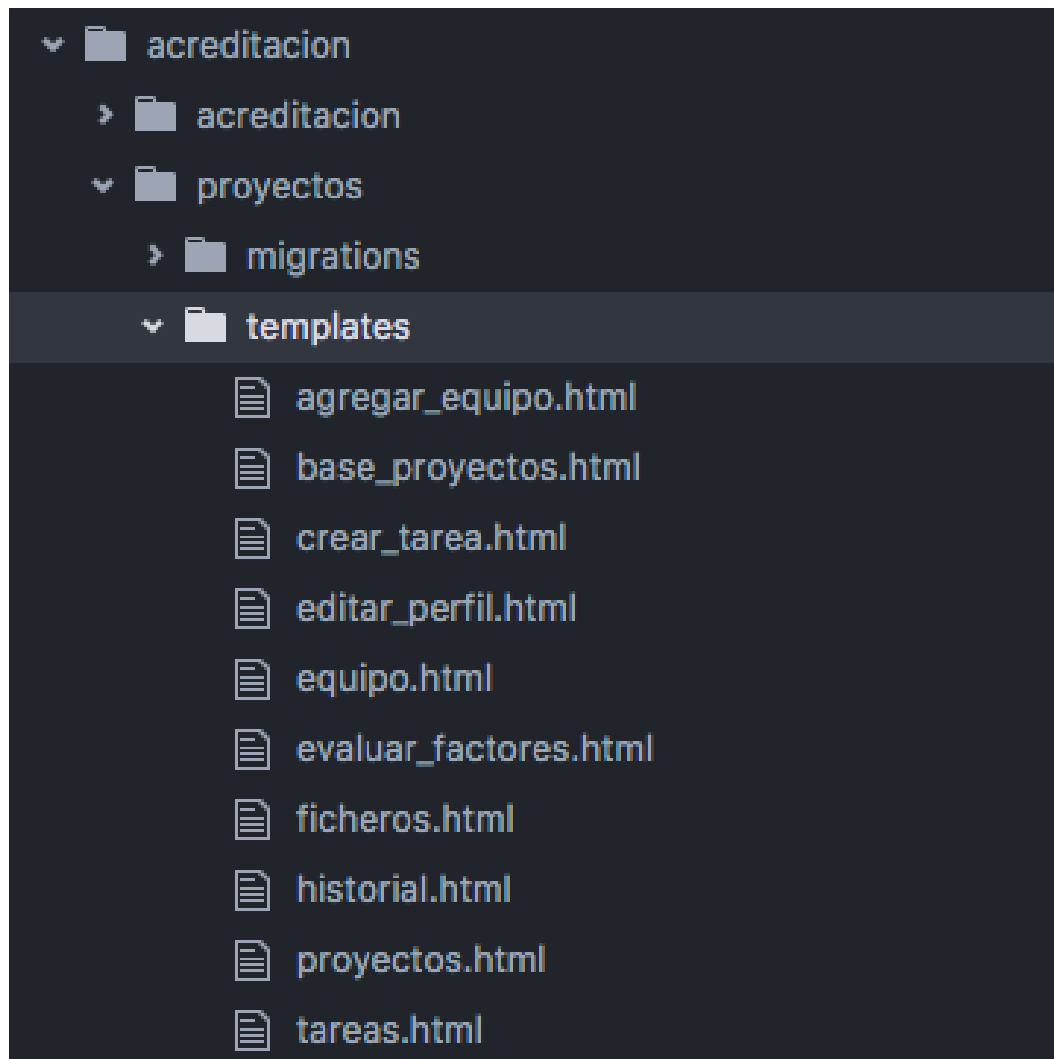 acreditacion
acreditacion
proyectos
migrations
templates
agregar_equipo.html
base_proyectos.html
crear_tarea.html
editar_perfil.html
equipo.html
evaluar_factores.html
ficheros.html
historial.html
proyectos.html
tareas.html